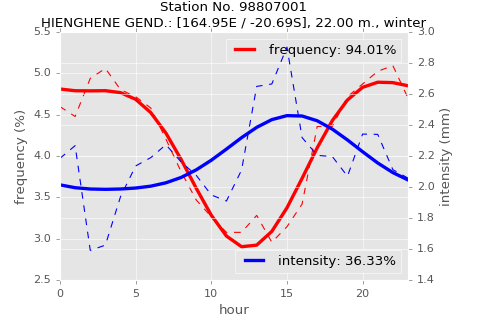 Station No. 98807001
HIENGHENE GEND.: [164.95E / -20.69S], 22.00 m., winter
frequency: 94.01%
intensity: 36.33%
frequency (%)
5.5
5.0
4.5
4.0
3.5
3.0
2.5
intensity (mm)
3.0
2.8
2.6
2.4
2.2
2.0
1.8
1.6
1.4
0 5 10 15 20
hour